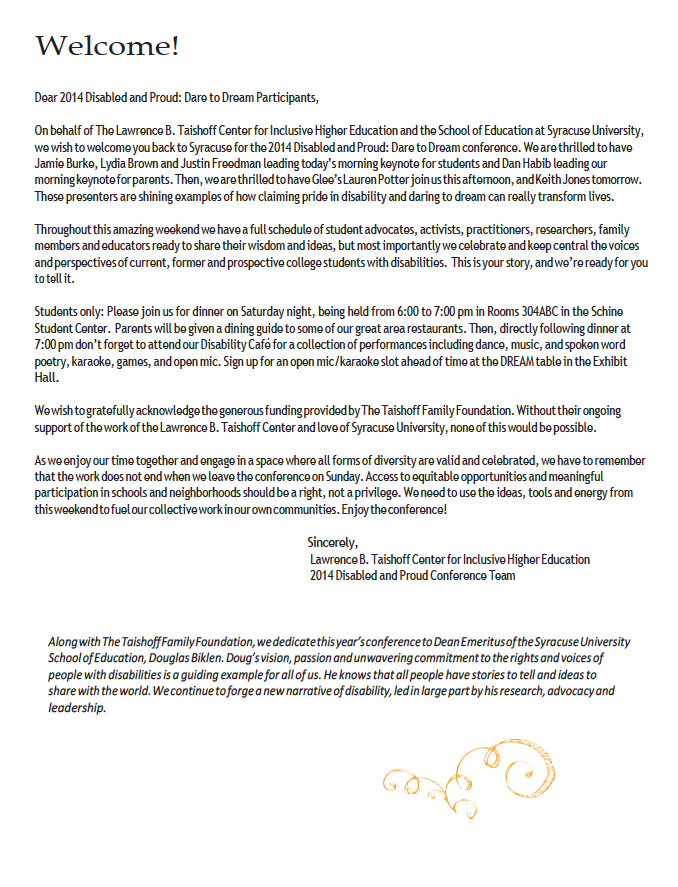 Welcome!
Dear 2014 Disabled and Proud: Dare to Dream Participants,
On behalf of The Lawrence B. Taishoff Center for Inclusive Higher Education and the School of Education at Syracuse University,
we wish to welcome you back to Syracuse for the 2014 Disabled and Proud: Dare to Dream conference. We are thrilled to have
Jamie Burke, Lydia Brown and Justin Freedman leading today's morning keynote for students and Dan Habib leading our
morning keynote for parents. Then, we are thrilled to have Glee's Lauren Potter join us this afternoon, and Keith Jones tomorrow.
These presenters are shining examples of how claiming pride in disability and daring to dream can really transform lives.
Throughout this amazing weekend we have a full schedule of student advocates, activists, practitioners, researchers, family
members and educators ready to share their wisdom and ideas, but most importantly we celebrate and keep central the voices
and perspectives of current, former and prospective college students with disabilities. This is your story, and we're ready for you
to tell it.
Students only: Please join us for dinner on Saturday night, being held from 6:00 to 7:00 pm in Rooms 304ABC in the Schine
Student Center. Parents will be given a dining guide to some of our great area restaurants. Then, directly following dinner at
7:00 pm don't forget to attend our Disability Café for a collection of performances including dance, music, and spoken word
poetry, karaoke, games, and open mic. Sign up for an open mic/karaoke slot ahead of time at the DREAM table in the Exhibit
Hall.
We wish to gratefully acknowledge the generous funding provided by The Taishoff Family Foundation. Without their ongoing
support of the work of the Lawrence B. Taishoff Center and love of Syracuse University, none of this would be possible.
As we enjoy our time together and engage in a space where all forms of diversity are valid and celebrated, we have to remember
that the work does not end when we leave the conference on Sunday. Access to equitable opportunities and meaningful
participation in schools and neighborhoods should be a right, not a privilege. We need to use the ideas, tools and energy from
this weekend to fuel our collective work in our own communities. Enjoy the conference!
Sincerely,
Lawrence B. Taishoff Center for Inclusive Higher Education
2014 Disabled and Proud Conference Team
Along with The Taishoff Family Foundation, we dedicate this year's conference to Dean Emeritus of the Syracuse University
School of Education, Douglas Biklen. Doug's vision, passion and unwavering commitment to the rights and voices of
people with disabilities is a guiding example for all of us. He knows that all people have stories to tell and ideas to
share with the world. We continue to forge a new narrative of disability, led in large part by his research, advocacy and
leadership.